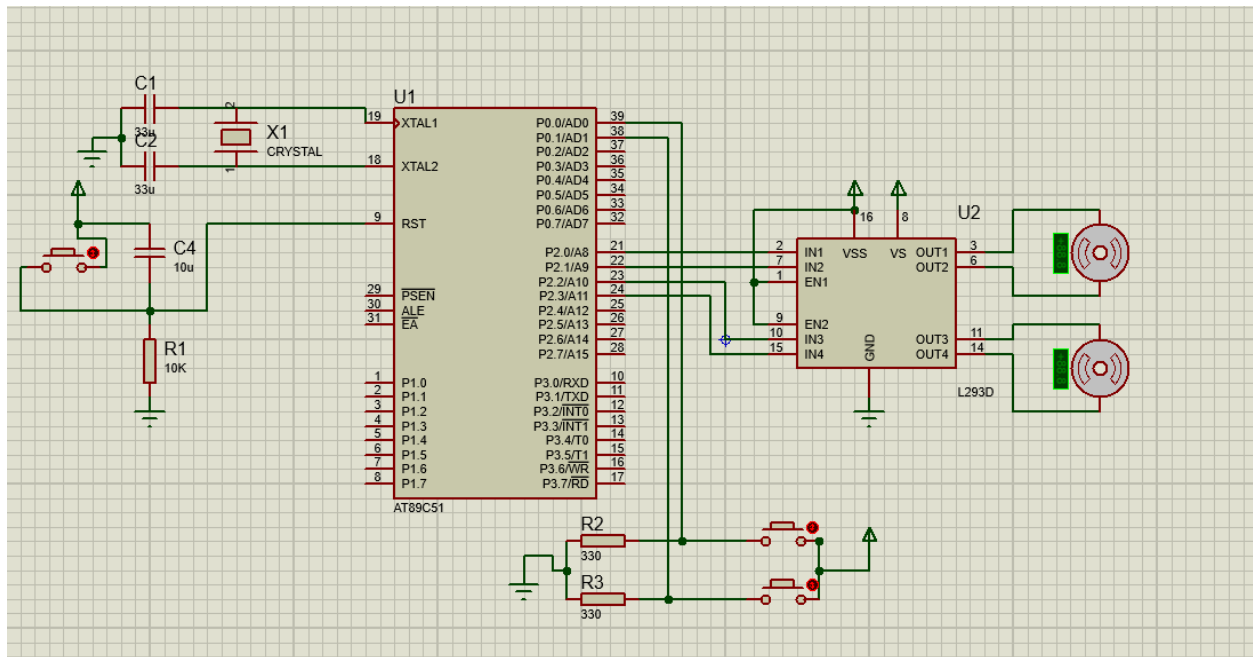 C1
33u
C2
33u
2
1
X1
CRYSTAL
C4
10u
R1
10K
U1
19 XTAL1
18 XTAL2
9 RST
29 PSEN
30 ALE
31 EA
1 P1.0
2 P1.1
3 P1.2
4 P1.3
5 P1.4
6 P1.5
7 P1.6
8 P1.7
P0.0/AD0 39
P0.1/AD1 38
P0.2/AD2 37
P0.3/AD3 36
P0.4/AD4 35
P0.5/AD5 34
P0.6/AD6 33
P0.7/AD7 32
P2.0/A8 21
P2.1/A9 22
P2.2/A10 23
P2.3/A11 24
P2.4/A12 25
P2.5/A13 26
P2.6/A14 27
P2.7/A15 28
P3.0/RXD 10
P3.1/TXD 11
P3.2/INT0 12
P3.3/INT1 13
P3.4/T0 14
P3.5/T1 15
P3.6/WR 16
P3.7/RD 17
AT89C51
U2
16 8
VSS VS
2 IN1
7 IN2
1 EN1
9 EN2
10 IN3
15 IN4
GND
OUT1 3
OUT2 6
OUT3 11
OUT4 14
L293D
R2
330
R3
330